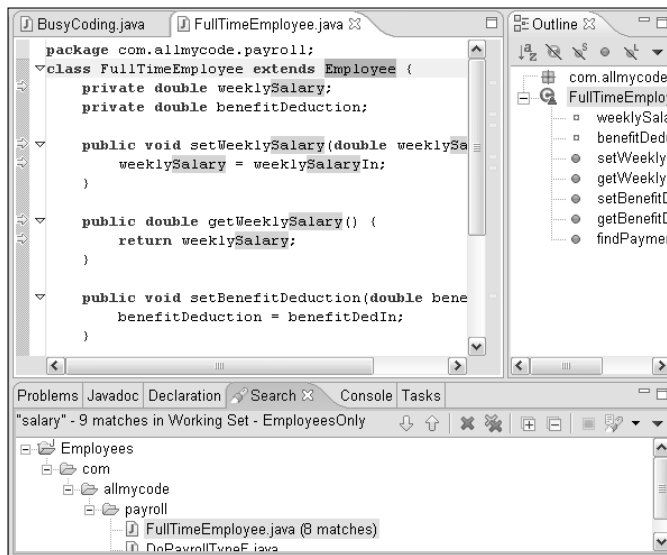 BusyCoding.java
FullTimeEmployee.java
package com.allmycode.payroll;
class FullTimeEmployee extends Employee {
private double weeklySalary;
private double benefitDeduction;
public void setWeeklySalary(double weeklySa
weeklySalary = weeklySalaryIn;
}
public double getWeeklySalary() {
return weeklySalary;
}
public void setBenefitDeduction(double bene
benefitDeduction = benefitDedIn;
}
Outline
com.allmycode
FullTimeEmplo
weeklySala
benefitDedu
setWeekly
getWeekly
setBenefitD
getBenefitD
findPaymer
Problems Javadoc Declaration Search Console Tasks
"salary" - 9 matches in Working Set - EmployeesOnly
Employees
com
allmycode
payroll
FullTimeEmployee.java (8 matches)
DoPayrollTypeF.java